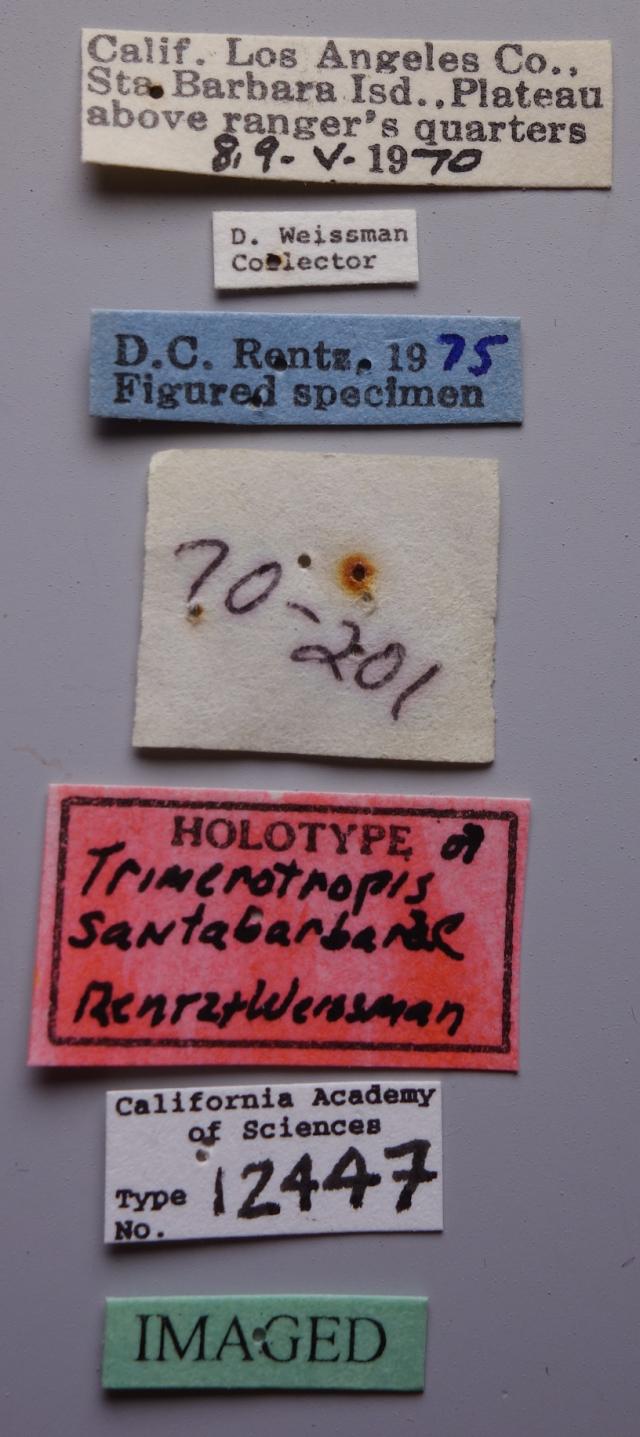 Calif. Los Angeles Co.,
Sta Barbara Isd., Plateau
above ranger's quarters
8,9-V-1970
D. Weissman
Collector
D.C. Rentz, 1975
Figured specimen
70-201
HOLOTYPE ♂
Trimerotropis
santabarbarae
Rentz+Weissman
California Academy
of Sciences
Type 12447
No.
IMAGED